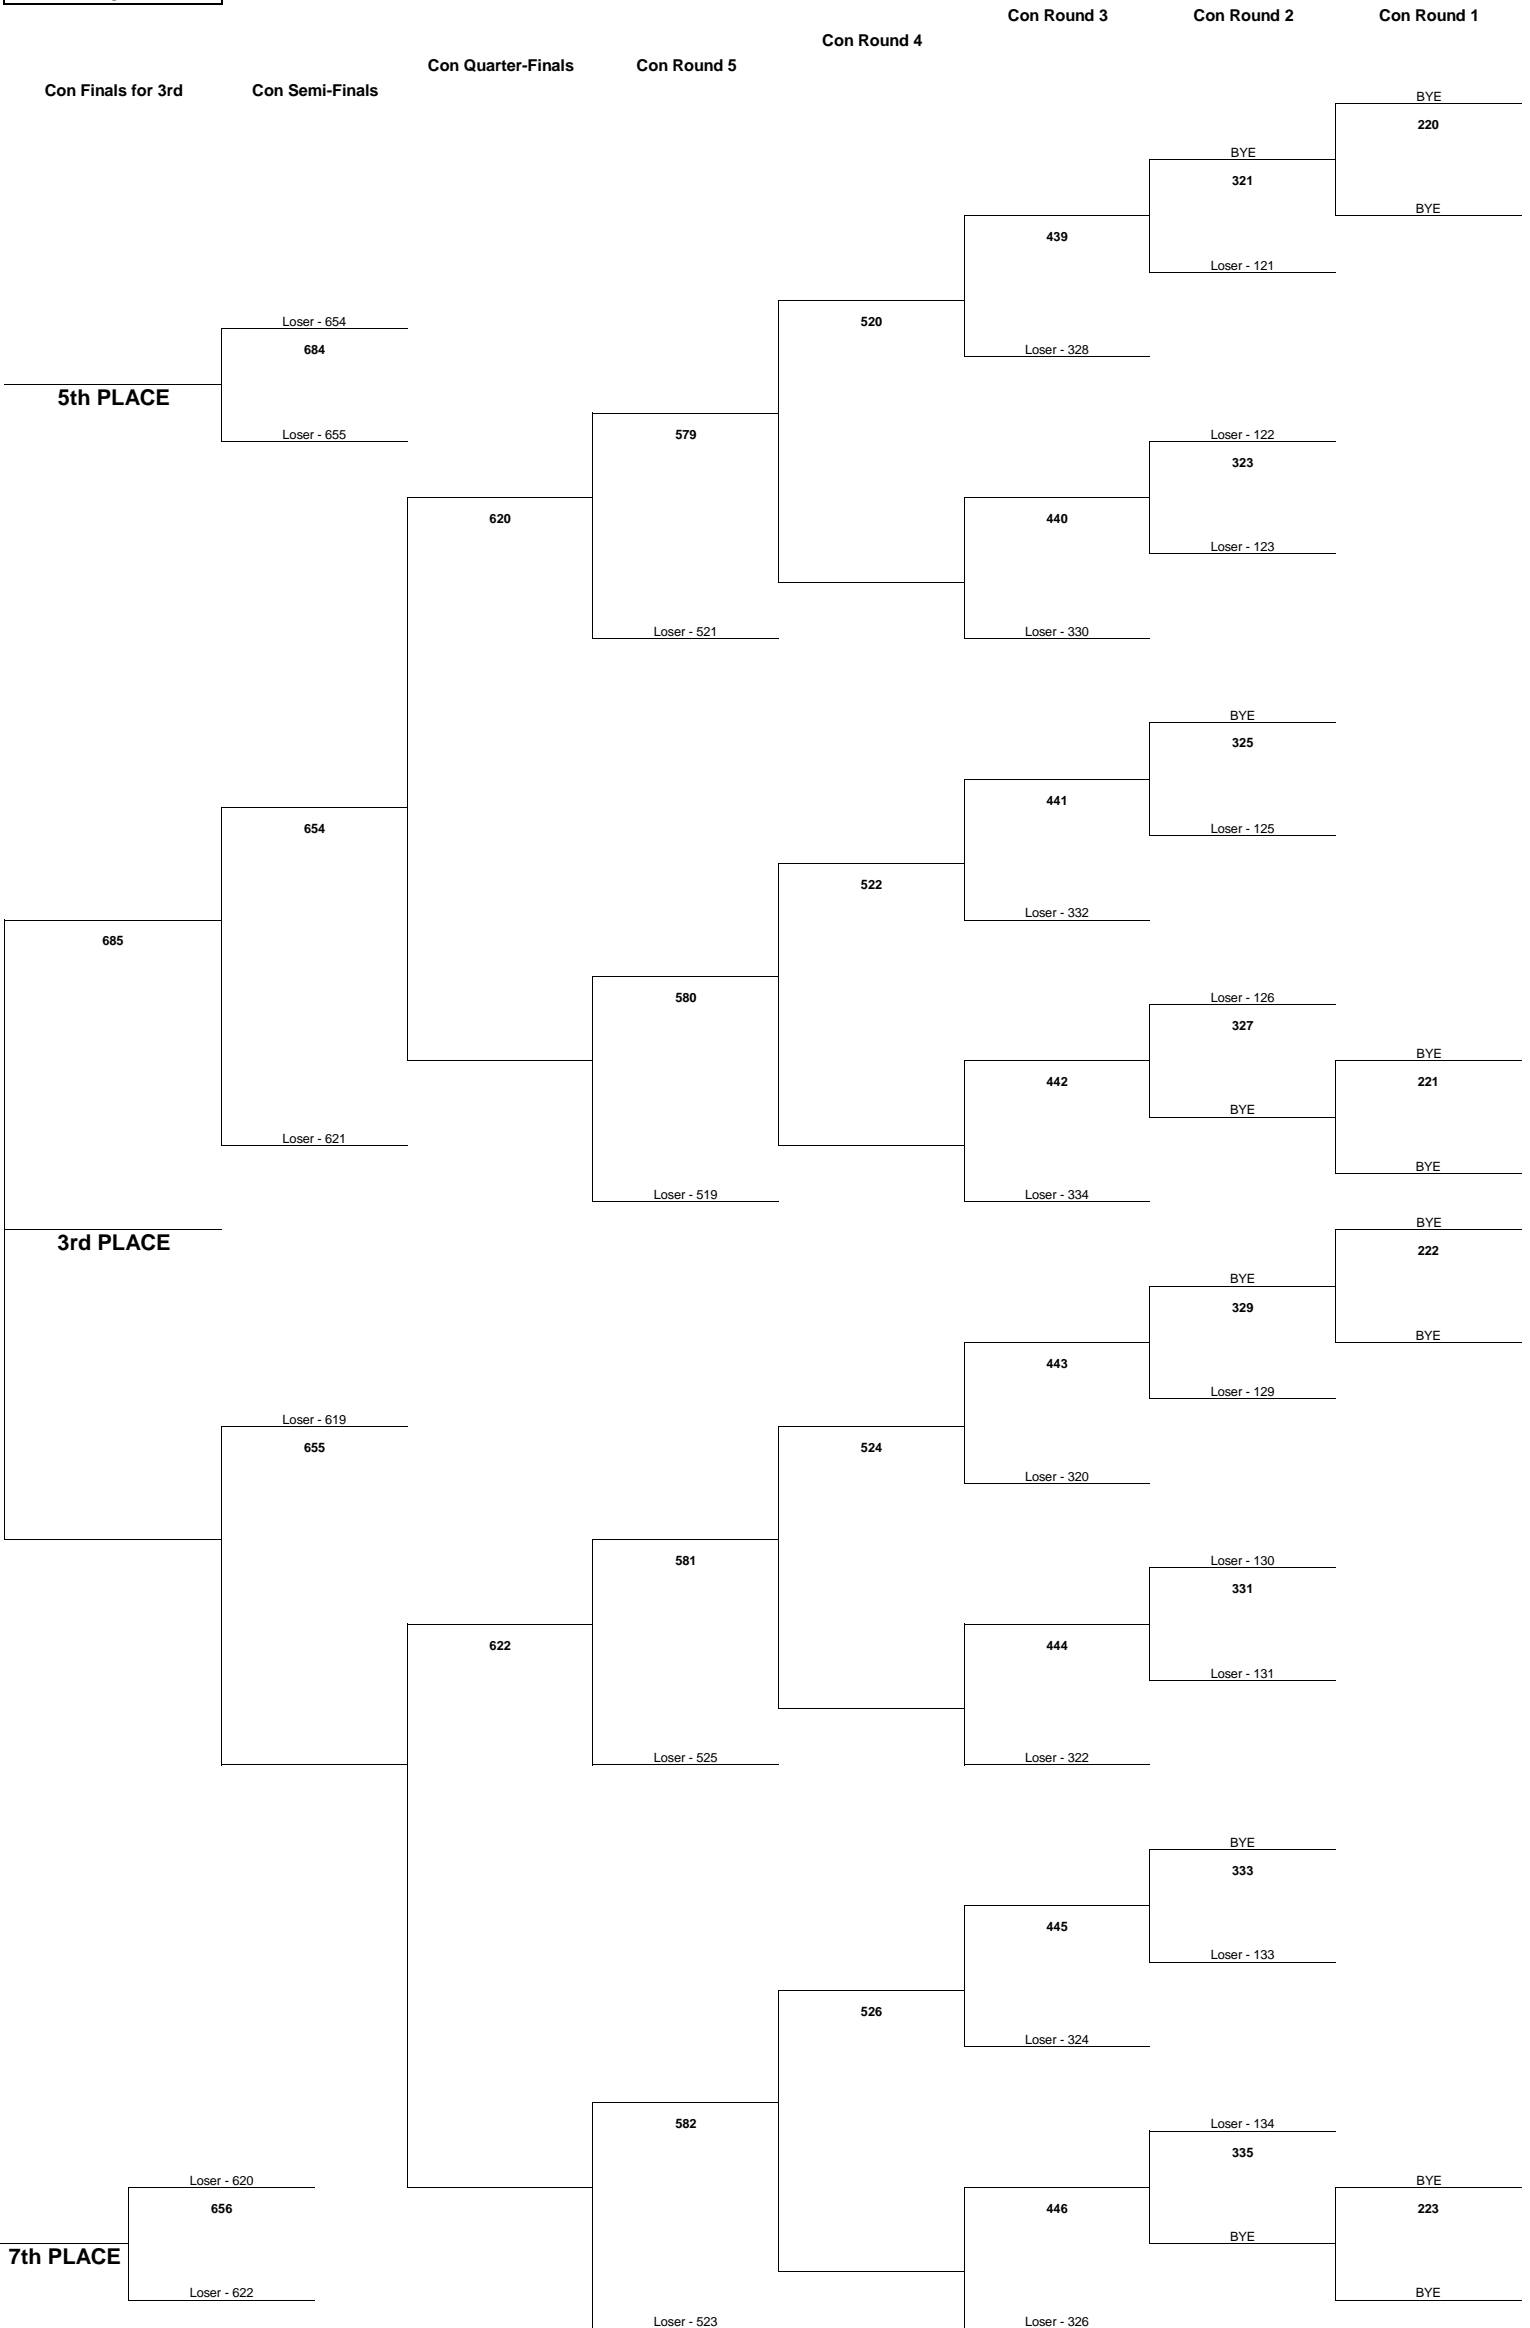 Con Round 3 Con Round 2 Con Round 1
Con Round 4
Con Quarter-Finals Con Round 5
Con Finals for 3rd Con Semi-Finals
BYE
220
BYE
321
BYE
439
Loser - 121
Loser - 654
520
684
Loser - 328
5th PLACE
Loser - 655
579
Loser - 122
323
620
440
Loser - 123
Loser - 521
Loser - 330
BYE
325
441
654
Loser - 125
522
Loser - 332
685
580
Loser - 126
327
BYE
442
221
BYE
Loser - 621
BYE
Loser - 519
Loser - 334
BYE
3rd PLACE
222
BYE
329
BYE
443
Loser - 129
Loser - 619
655
524
Loser - 320
581
Loser - 130
331
622
444
Loser - 131
Loser - 525
Loser - 322
BYE
333
445
Loser - 133
526
Loser - 324
582
Loser - 134
335
Loser - 620
BYE
656
446
223
7th PLACE
BYE
Loser - 622
BYE
Loser - 523
Loser - 326